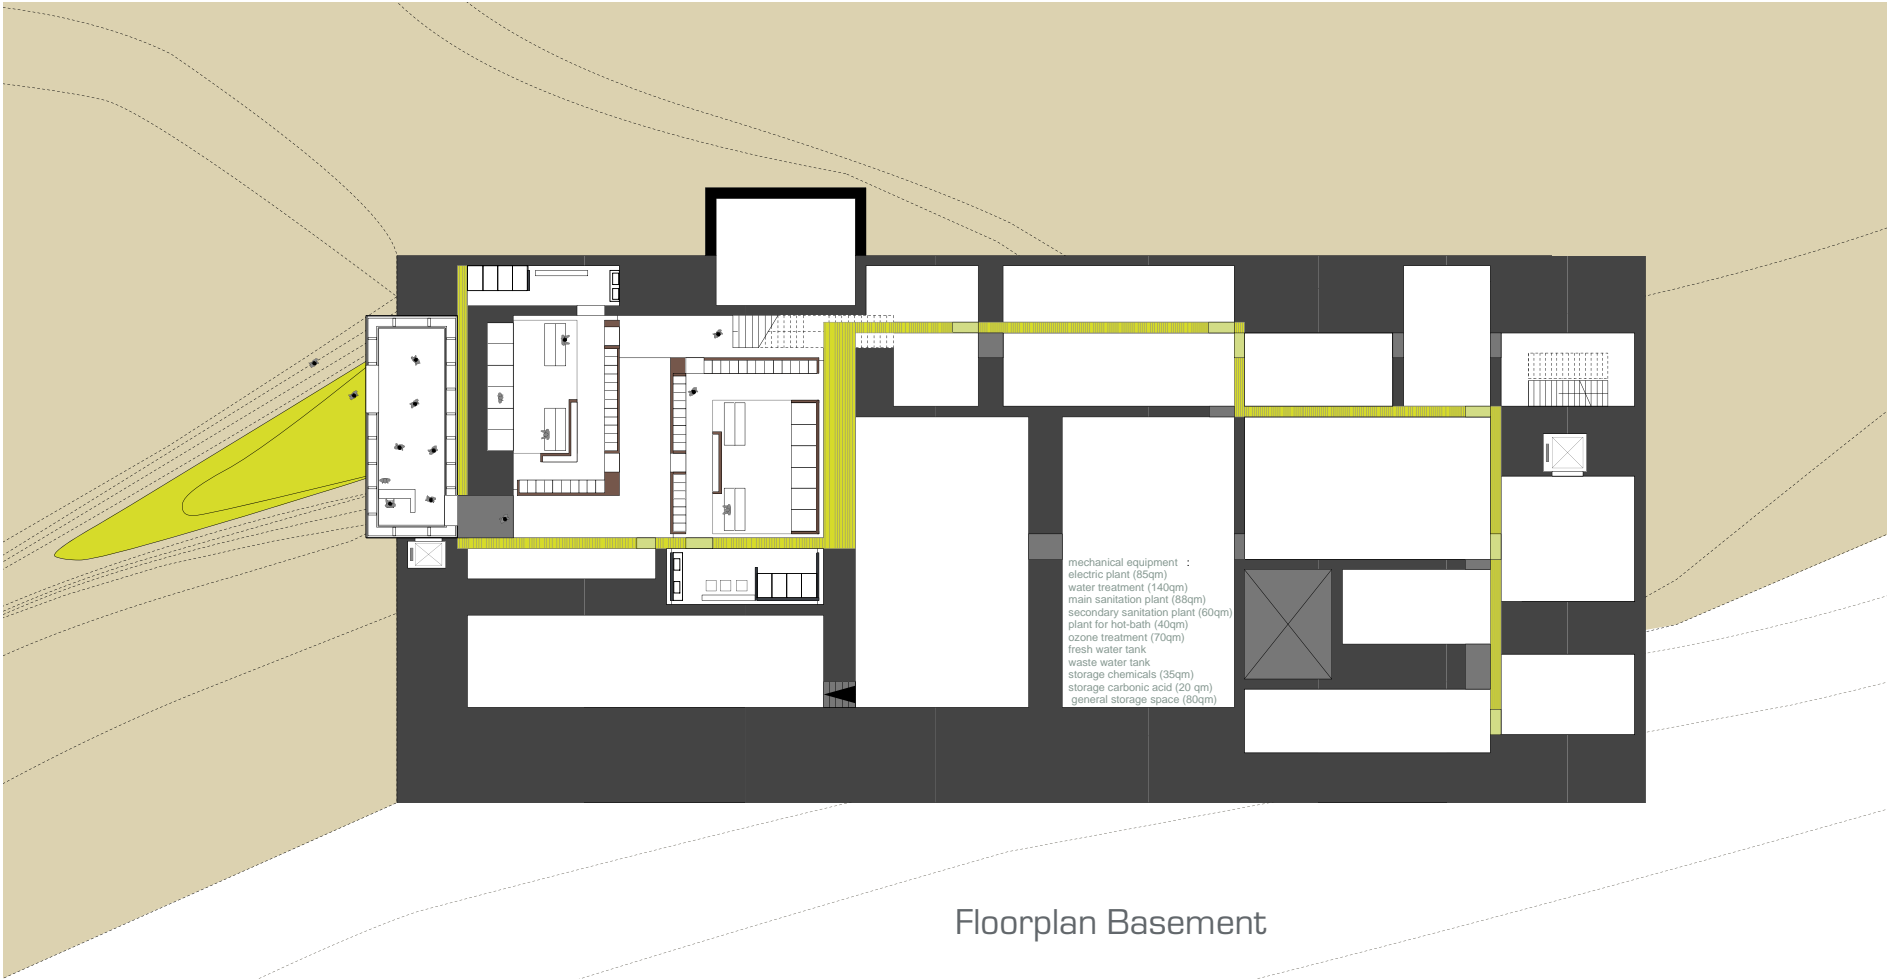 mechanical equipment :
electric plant (85qm)
water treatment (140qm)
main sanitation plant (88qm)
secondary sanitation plant (60qm)
plant for hot-bath (40qm)
ozone treatment (70qm)
fresh water tank
waste water tank
storage chemicals (35qm)
storage carbonic acid (20 qm)
general storage space (80qm)
Floorplan Basement